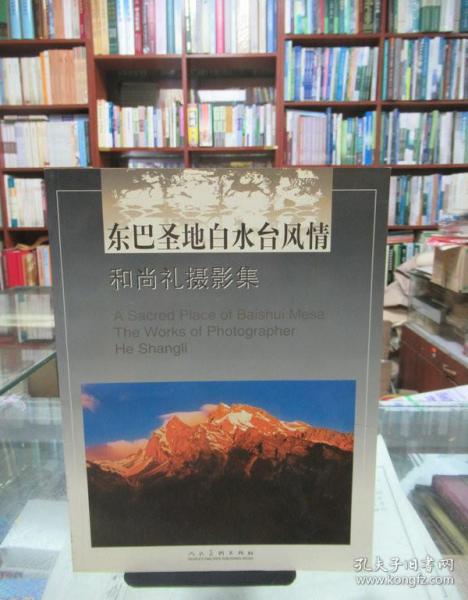 东巴圣地白水台风情
和尚礼摄影集
A Sacred Place of Baishui Mesa
The Works of Photographer
He Shangli
人民美术出版社
孔夫子旧书网
www.kongfz.com